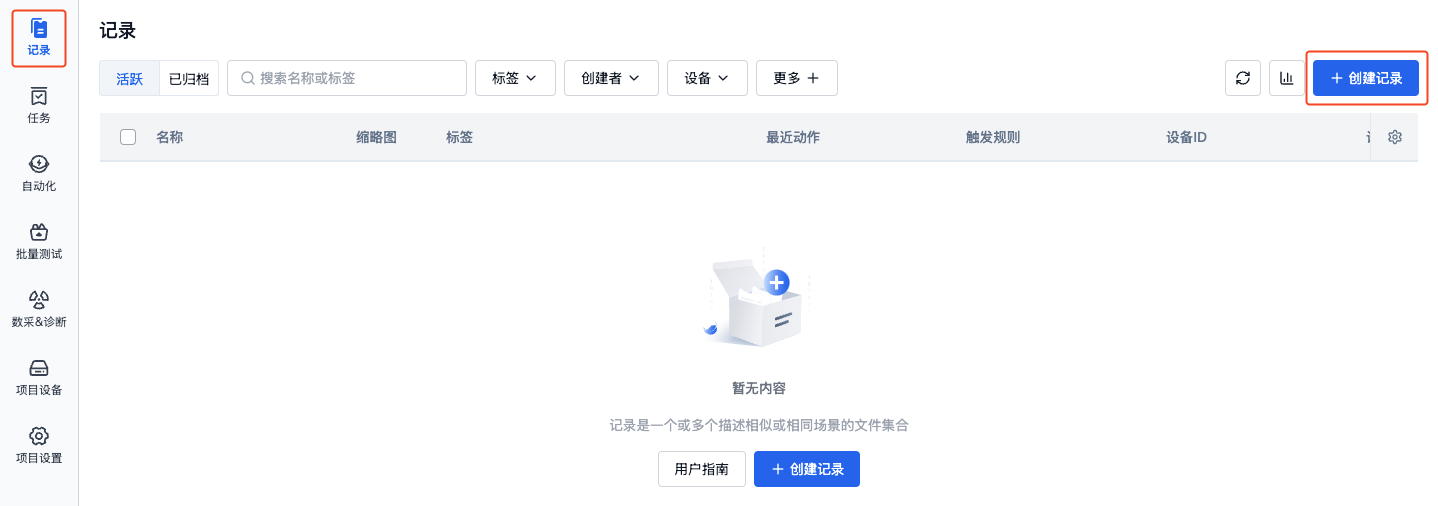 记录
任务
自动化
批量测试
数采&诊断
项目设备
项目设置
记录
活跃 已归档 搜索名称或标签 标签 创建者 设备 更多 创建记录
名称 缩略图 标签 最近动作 触发规则 设备ID
暂无内容
记录是一个或多个描述相似或相同场景的文件集合
用户指南 创建记录